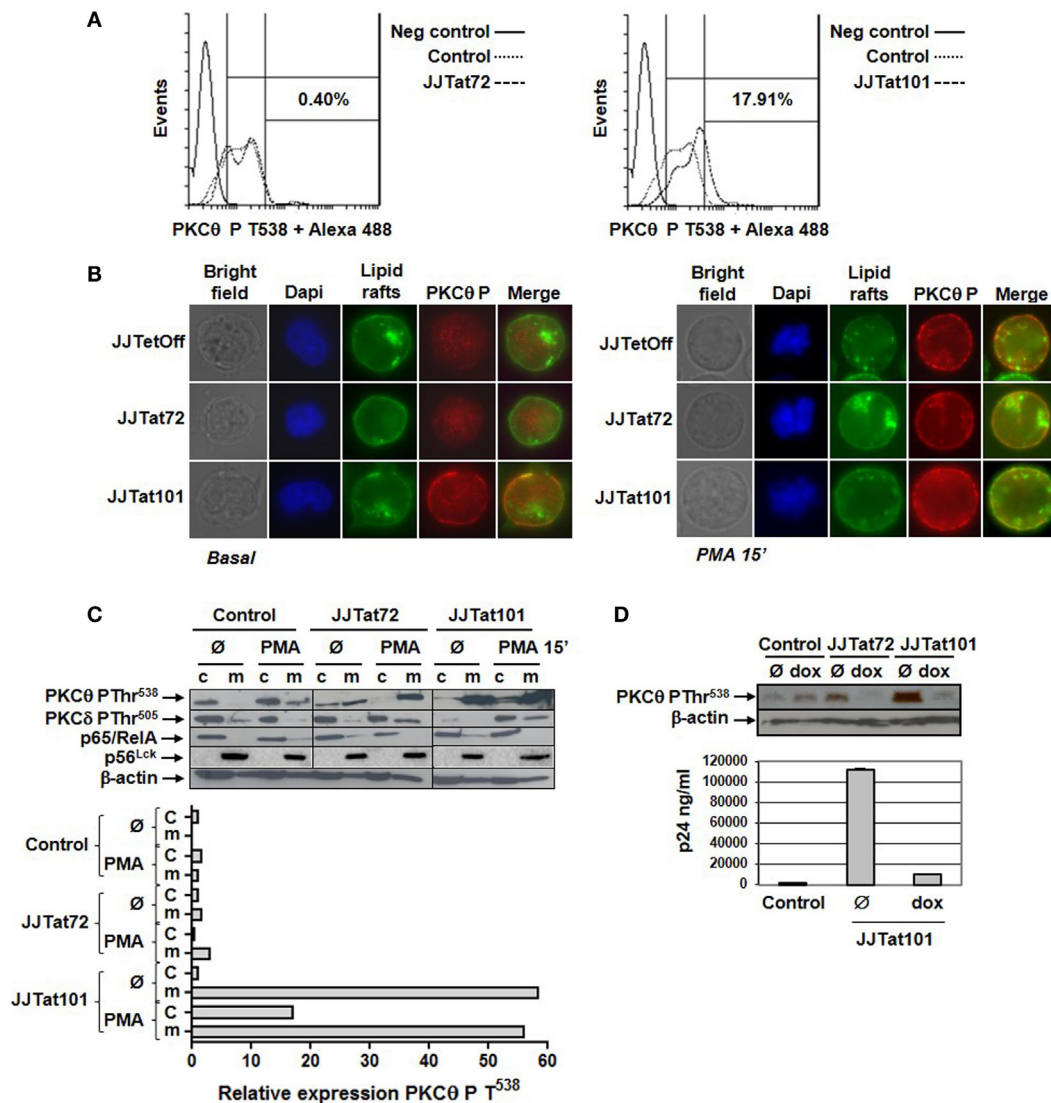 A
Neg control
Control
JJTat72
0.40%
Events
PKCθ P T538 + Alexa 488
Neg control
Control
JJTat101
17.91%
Events
PKCθ P T538 + Alexa 488
B
Bright field
Dapi
Lipid rafts
PKCθ P
Merge
JJTetOff
JJTat72
JJTat101
Basal
Bright field
Dapi
Lipid rafts
PKCθ P
Merge
JJTetOff
JJTat72
JJTat101
PMA 15'
C
Control JJTat72 JJTat101
Ø PMA Ø PMA Ø PMA 15'
c m c m c m c m c m c m
PKCθ PThr538
PKCδ PThr505
p65/RelA
p56Lck
β-actin
Control
Ø
C
m
PMA
C
m
JJTat72
Ø
C
m
PMA
C
m
JJTat101
Ø
C
m
PMA
C
m
0 10 20 30 40 50 60
Relative expression PKCθ P T538
D
Control JJTat72 JJTat101
Ø dox Ø dox Ø dox
PKCθ PThr538
β-actin
p24 ng/ml
120000
100000
80000
60000
40000
20000
0
Control Ø dox
JJTat101